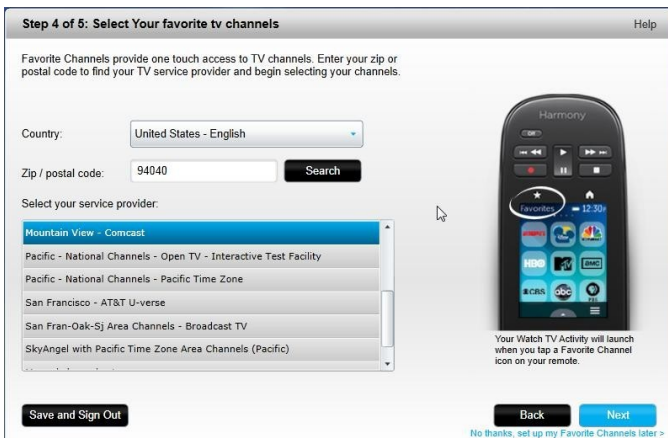 Step 4 of 5: Select Your favorite tv channels
Help
Favorite Channels provide one touch access to TV channels. Enter your zip or
postal code to find your TV service provider and begin selecting your channels.
Country:
United States - English
Zip / postal code:
94040
Search
Select your service provider:
Mountain View - Comcast
Pacific - National Channels - Open TV - Interactive Test Facility
Pacific - National Channels - Pacific Time Zone
San Francisco - AT&T U-verse
San Fran-Oak-Sj Area Channels - Broadcast TV
SkyAngel with Pacific Time Zone Area Channels (Pacific)
Harmony
Off
Favorites
12:30
HBO
AMC
CBS
abc
PBS
Your Watch TV Activity will launch
when you tap a Favorite Channel
icon on your remote.
Save and Sign Out
Back
Next
No thanks, set up my Favorite Channels later >